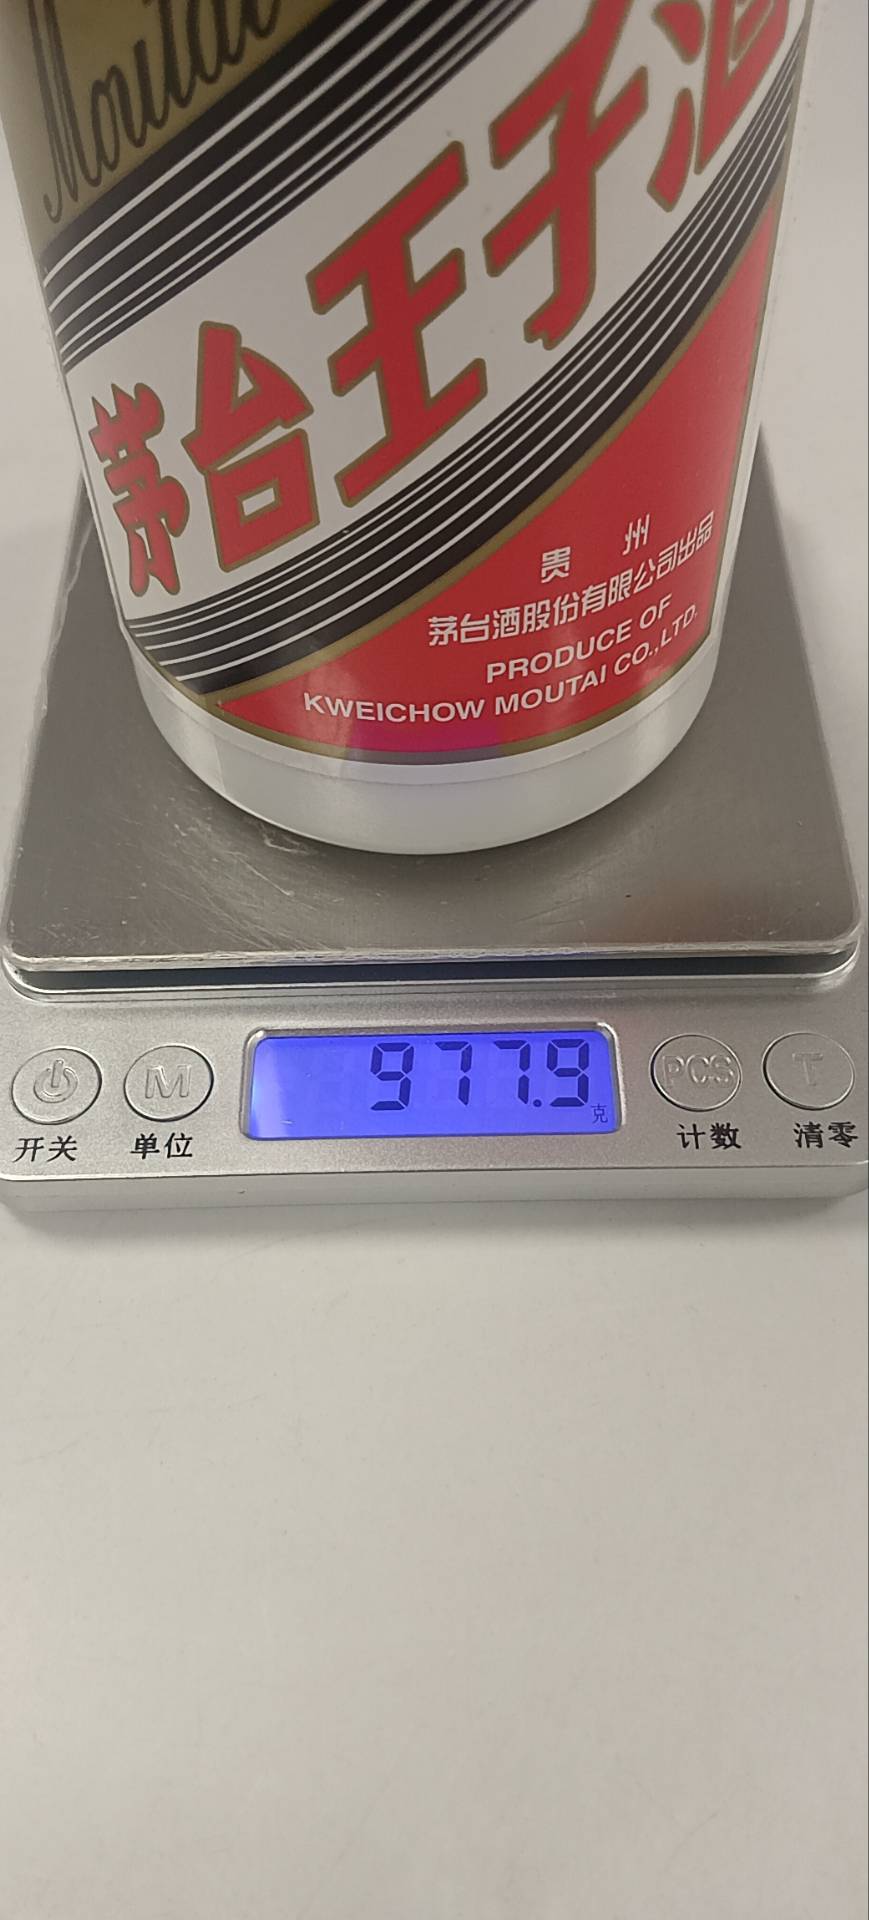 Moutai
茅台王子酒
贵州
茅台酒股份有限公司出品
PRODUCE OF
KWEICHOW MOUTAI CO.,LTD.
977.9
克
M
PCS
T
开关
单位
计数
清零